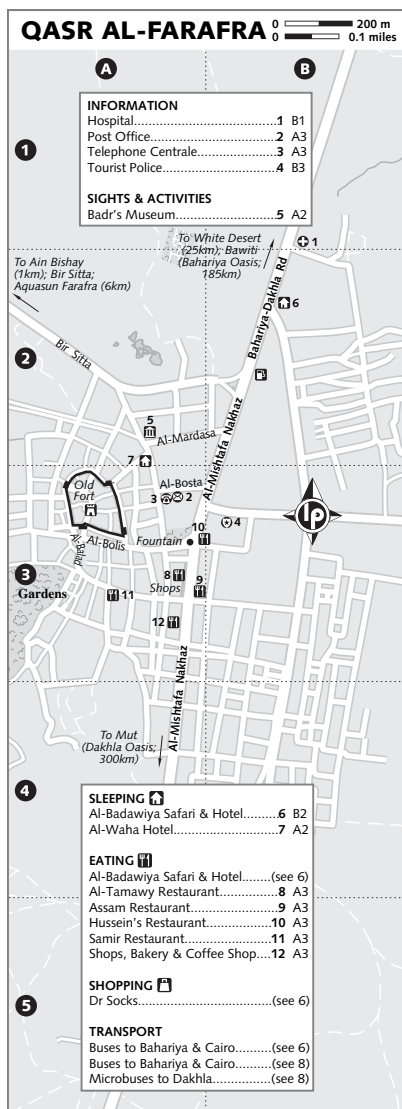 QASR AL-FARAFRA
0 200 m
0 0.1 miles
A
B
1
INFORMATION
Hospital....................................1 B1
Post Office................................2 A3
Telephone Centrale..................3 A3
Tourist Police............................4 B3
SIGHTS & ACTIVITIES
Badr's Museum.........................5 A2
To White Desert
(25km); Bawiti
(Bahariya Oasis;
185km)
1
To Ain Bishay
(1km); Bir Sitta;
Aquasun Farafra (6km)
Bahariya-Dakhla Rd
6
2
Bir Sitta
5
Al-Mardasa
7
Al-Mishtafa Nakhaz
Al-Bosta
Old
Fort
3 2
4
10
Al-Bolis
Fountain
Al-Balad
lp
3
Gardens
8
Shops
9
11
12
Al-Mishtafa Nakhaz
To Mut
(Dakhla Oasis;
300km)
4
SLEEPING
Al-Badawiya Safari & Hotel..........6 B2
Al-Waha Hotel............................7 A2
EATING
Al-Badawiya Safari & Hotel......(see 6)
Al-Tamawy Restaurant...............8 A3
Assam Restaurant.......................9 A3
Hussein's Restaurant.................10 A3
Samir Restaurant......................11 A3
Shops, Bakery & Coffee Shop....12 A3
5
SHOPPING
Dr Socks................................(see 6)
TRANSPORT
Buses to Bahariya & Cairo.......(see 6)
Buses to Bahariya & Cairo.......(see 8)
Microbuses to Dakhla..............(see 8)